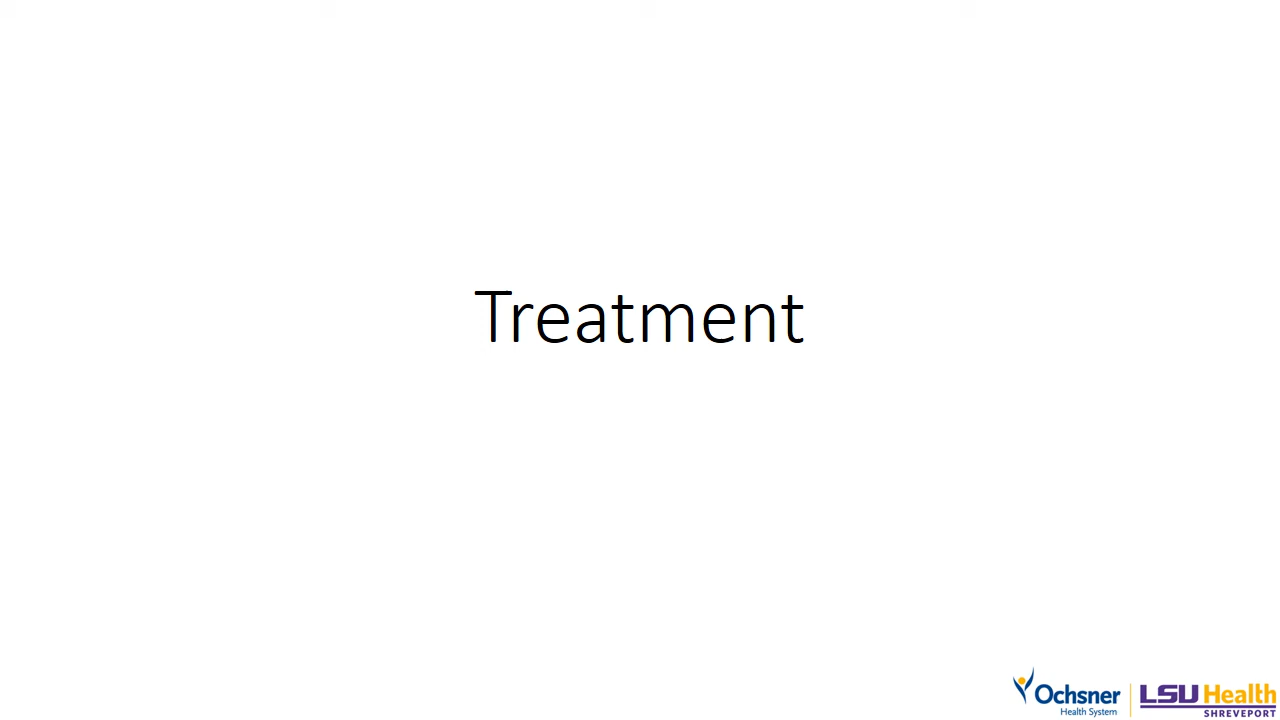 Treatment
Ochsner
Health System
LSU Health
SHREVEPORT